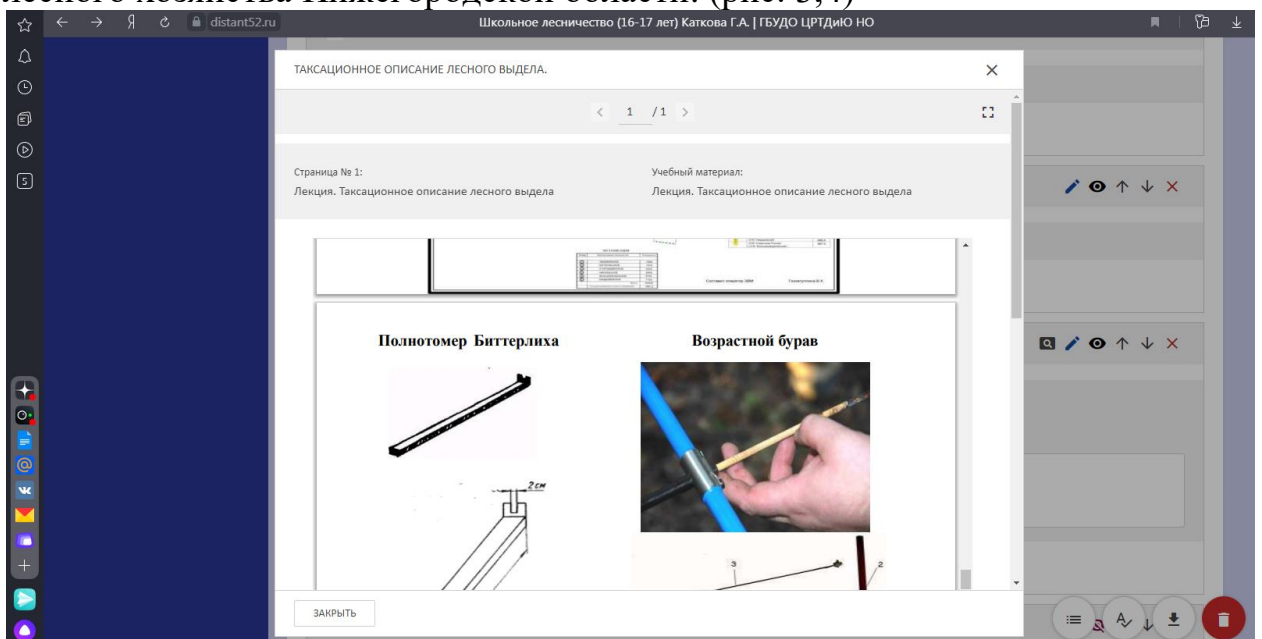 лесного хозяйства Нижегородской области. (рис. 3,4)
distant52.ru
Школьное лесничество (16-17 лет) Каткова Г.А. | ГБУДО ЦРТДиЮ НО
ТАКСАЦИОННОЕ ОПИСАНИЕ ЛЕСНОГО ВЫДЕЛА.
1 / 1
Страница № 1:
Учебный материал:
Лекция. Таксационное описание лесного выдела
Лекция. Таксационное описание лесного выдела
Полнотомер Биттерлиха
Возрастной бурав
2см
3
2
ЗАКРЫТЬ
5